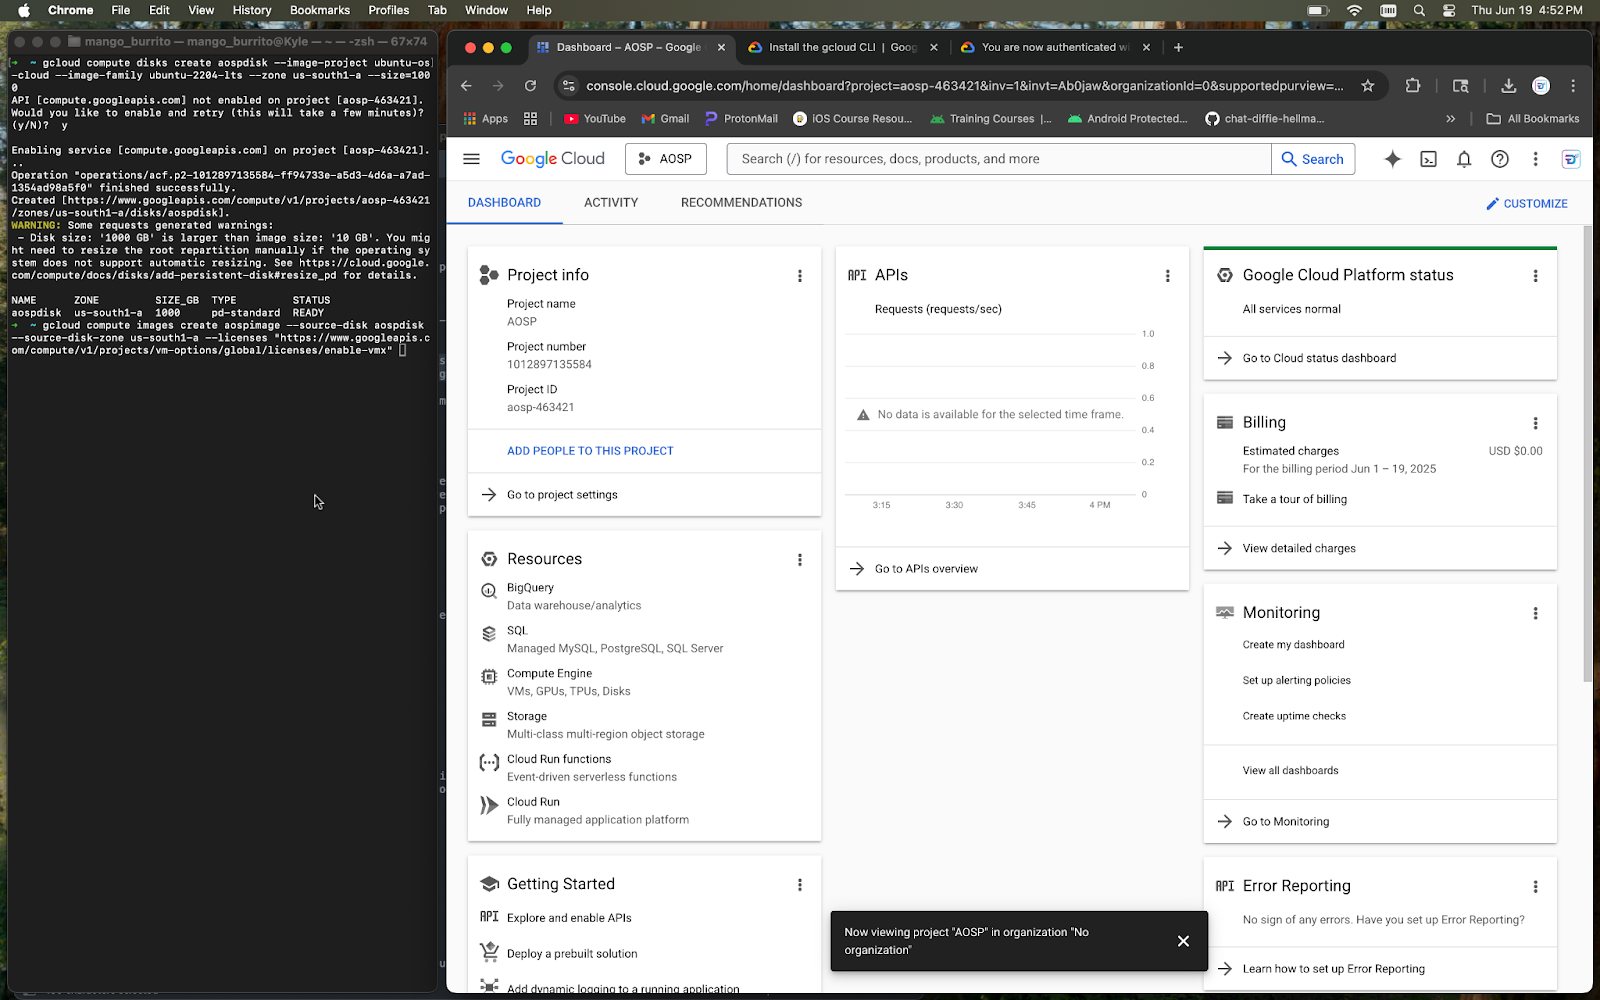 Chrome File Edit View History Bookmarks Profiles Tab Window Help
Thu Jun 19 4:52 PM
mango_burrito — mango_burrito@Kyle — ~ — -zsh — 67×74
→ ~ gcloud compute disks create aospdisk --image-project ubuntu-os
-cloud --image-family ubuntu-2204-lts --zone us-south1-a --size=100
0
API [compute.googleapis.com] not enabled on project [aosp-463421].
Would you like to enable and retry (this will take a few minutes)?
(y/N)? y
Enabling service [compute.googleapis.com] on project [aosp-463421].
..
Operation "operations/acf.p2-1012897135584-ff94733e-a5d3-4d6a-a7ad-
1354ad98a5f0" finished successfully.
Created [https://www.googleapis.com/compute/v1/projects/aosp-463421
/zones/us-south1-a/disks/aospdisk].
WARNING: Some requests generated warnings:
- Disk size: '1000 GB' is larger than image size: '10 GB'. You mig
ht need to resize the root repartition manually if the operating sy
stem does not support automatic resizing. See https://cloud.google.
com/compute/docs/disks/add-persistent-disk#resize_pd for details.
NAME ZONE SIZE_GB TYPE STATUS
aospdisk us-south1-a 1000 pd-standard READY
→ ~ gcloud compute images create aospimage --source-disk aospdisk
--source-disk-zone us-south1-a --licenses "https://www.googleapis.c
om/compute/v1/projects/vm-options/global/licenses/enable-vmx"
Dashboard – AOSP – Google
Install the gcloud CLI | Goog
You are now authenticated wi
console.cloud.google.com/home/dashboard?project=aosp-463421&inv=1&invt=Ab0jaw&organizationId=0&supportedpurview=...
Apps YouTube Gmail ProtonMail iOS Course Resou... Training Courses |... Android Protected... chat-diffie-hellma... » All Bookmarks
Google Cloud AOSP Search (/) for resources, docs, products, and more Search
DASHBOARD ACTIVITY RECOMMENDATIONS CUSTOMIZE
Project info
Project name
AOSP
Project number
1012897135584
Project ID
aosp-463421
ADD PEOPLE TO THIS PROJECT
Go to project settings
Resources
BigQuery
Data warehouse/analytics
SQL
Managed MySQL, PostgreSQL, SQL Server
Compute Engine
VMs, GPUs, TPUs, Disks
Storage
Multi-class multi-region object storage
Cloud Run functions
Event-driven serverless functions
Cloud Run
Fully managed application platform
Getting Started
API Explore and enable APIs
Deploy a prebuilt solution
Add dynamic logging to a running application
API APIs
Requests (requests/sec)
1.0
0.8
0.6
No data is available for the selected time frame.
0.4
0.2
0
3:15 3:30 3:45 4 PM
Go to APIs overview
Google Cloud Platform status
All services normal
Go to Cloud status dashboard
Billing
Estimated charges USD $0.00
For the billing period Jun 1 – 19, 2025
Take a tour of billing
View detailed charges
Monitoring
Create my dashboard
Set up alerting policies
Create uptime checks
View all dashboards
Go to Monitoring
API Error Reporting
No sign of any errors. Have you set up Error Reporting?
Learn how to set up Error Reporting
Now viewing project "AOSP" in organization "No
organization"